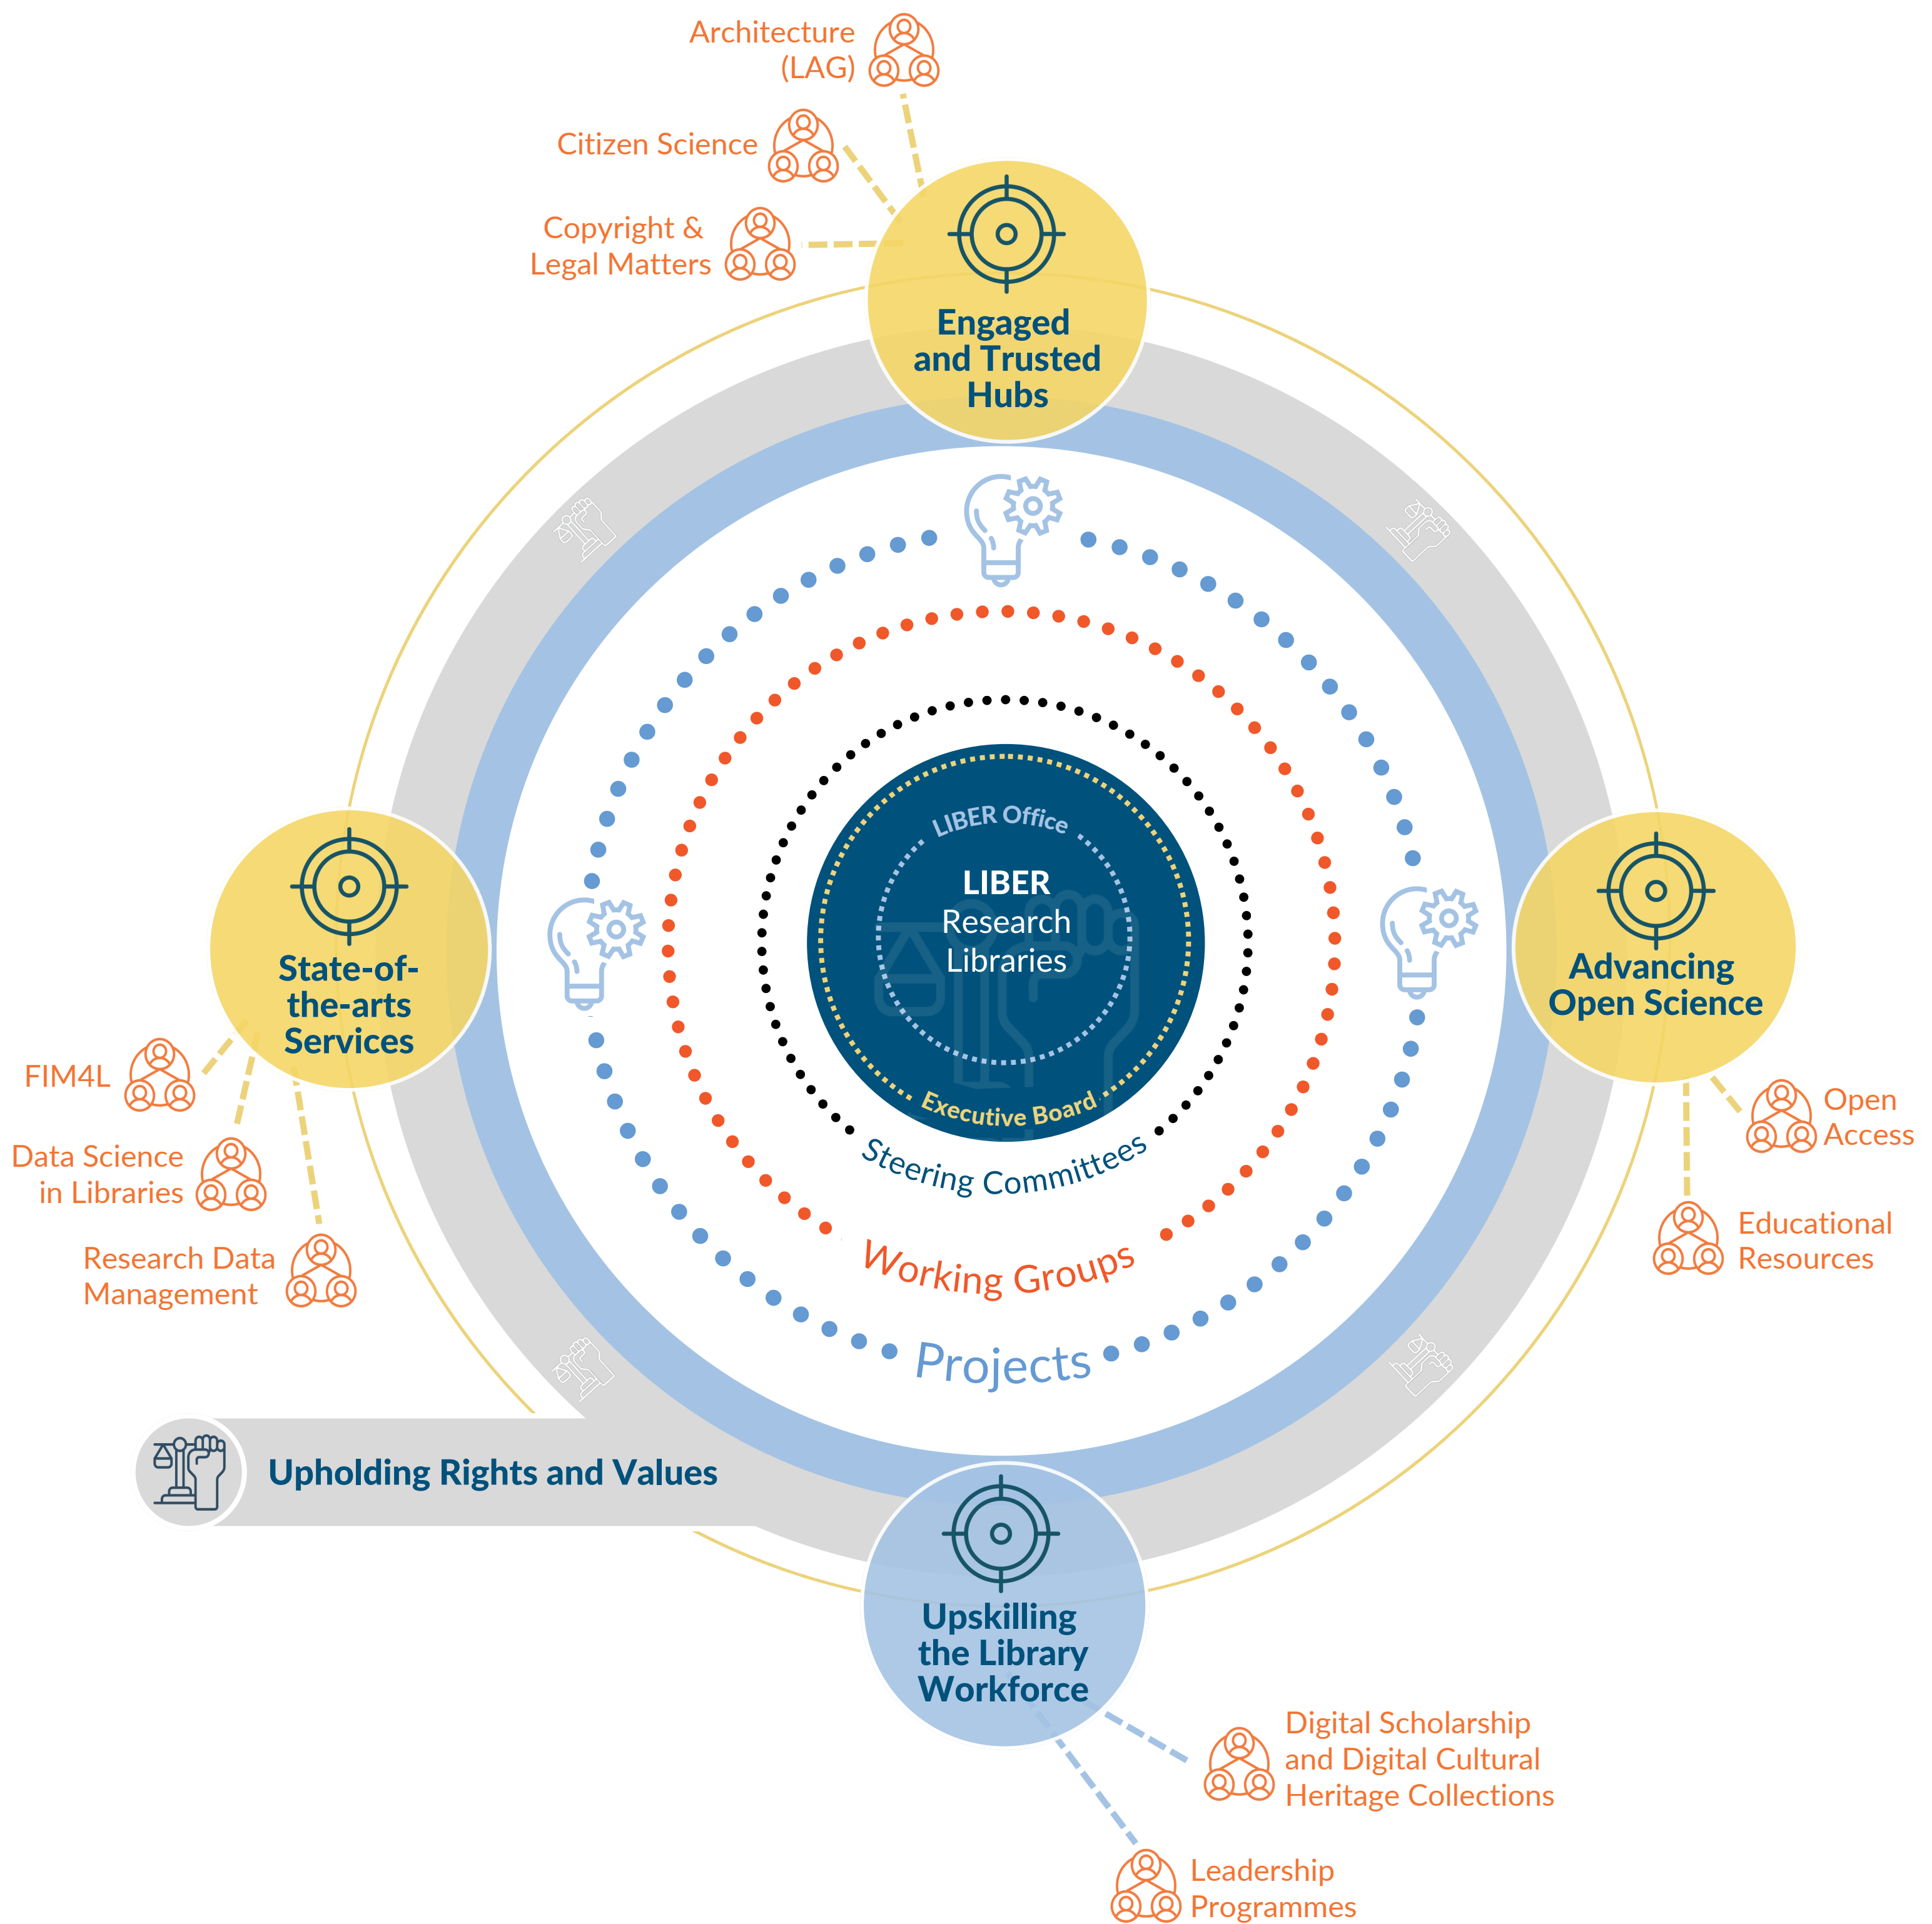 Architecture
(LAG)
Citizen Science
Copyright &
Legal Matters
Engaged
and Trusted
Hubs
LIBER Office
LIBER
Research
Libraries
Executive Board
Steering Committees
Working Groups
Projects
State-of-
the-arts
Services
FIM4L
Data Science
in Libraries
Research Data
Management
Advancing
Open Science
Open
Access
Educational
Resources
Upholding Rights and Values
Upskilling
the Library
Workforce
Digital Scholarship
and Digital Cultural
Heritage Collections
Leadership
Programmes